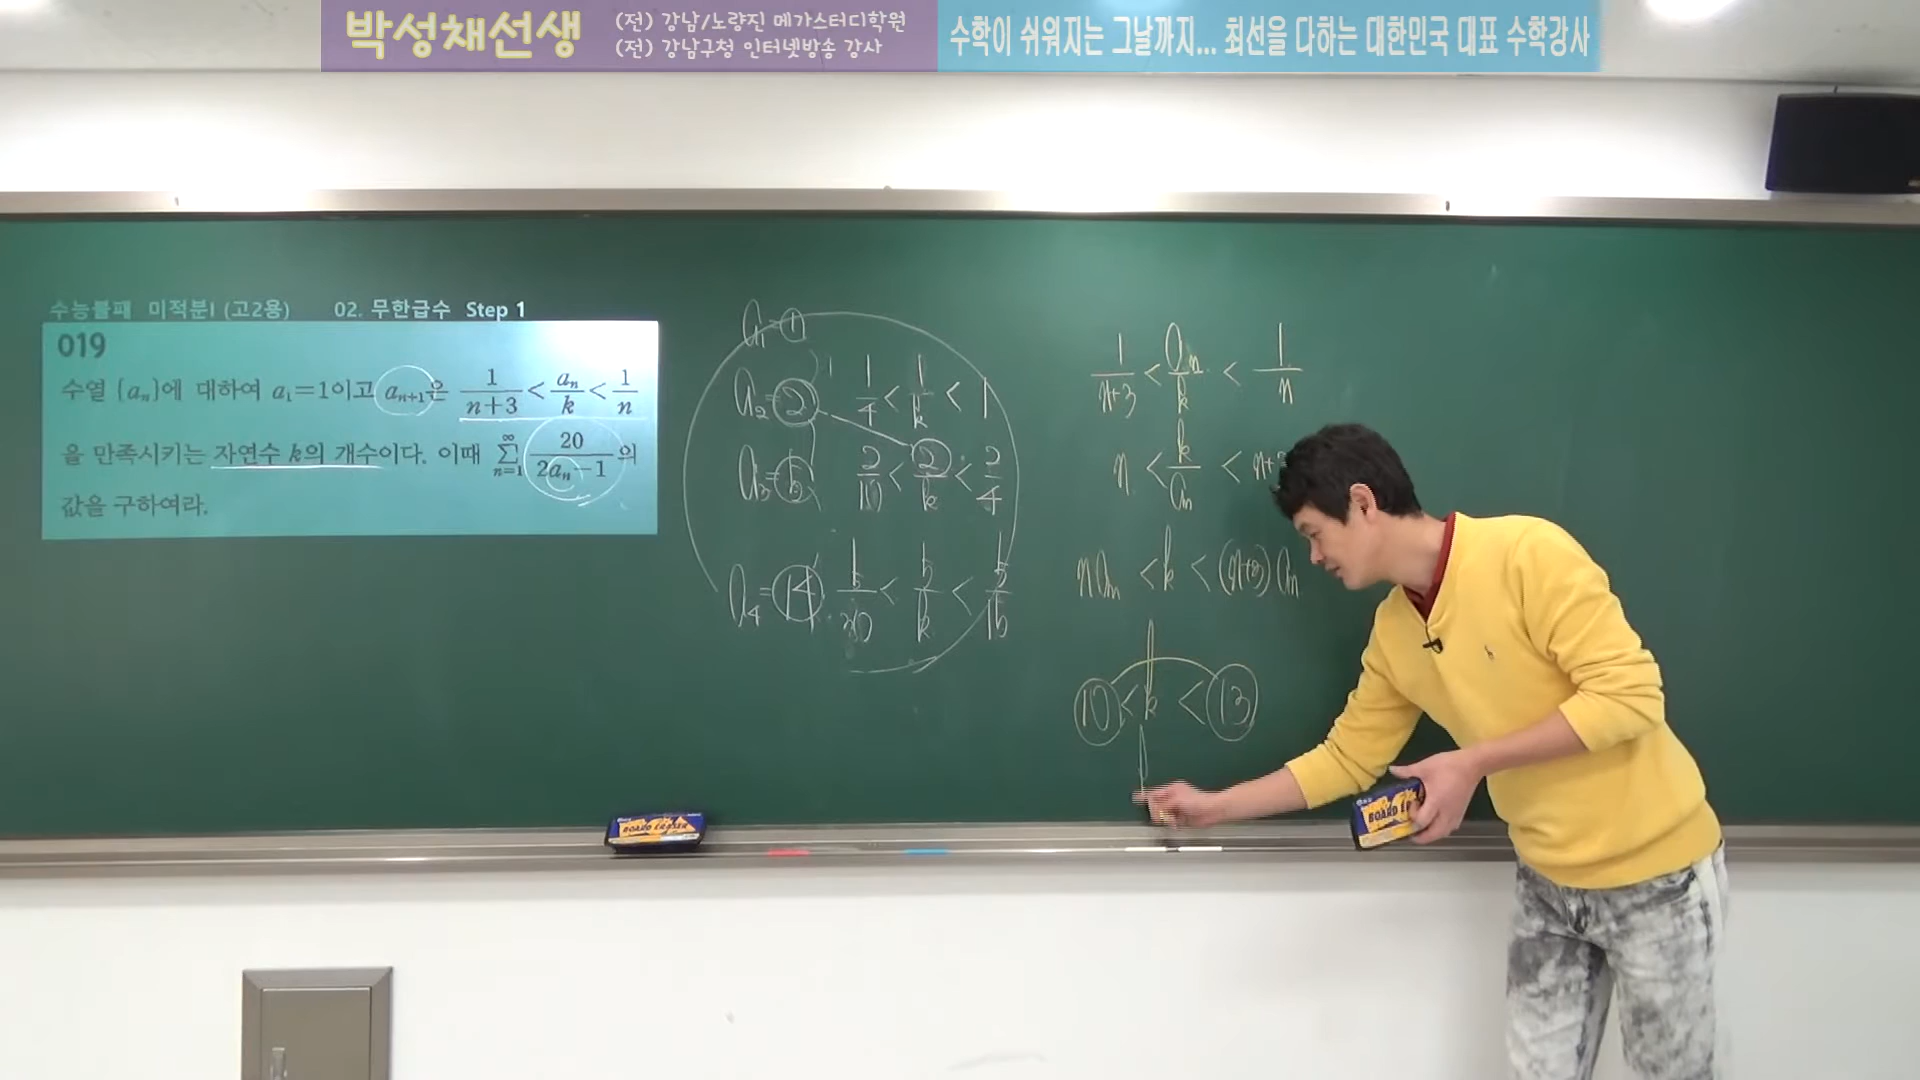 박성채선생
(전) 강남/노량진 메가스터디학원
(전) 강남구청 인터넷방송 강사
수학이 쉬워지는 그날까지... 최선을 다하는 대한민국 대표 수학강사
수능불패 미적분I (고2용) 02. 무한급수 Step 1
019
수열 {aₙ}에 대하여 a₁=1이고 aₙ₊₁은 1/(n+3) < aₙ/k < 1/n
을 만족시키는 자연수 k의 개수이다. 이때 ∑_{n=1}^{∞} 20/(2aₙ-1)의
값을 구하여라.
a₁=1
a₂=2 1/4 < 1/k < 1
a₃=5 2/10 < 2/k < 2/4
a₄=14 5/30 < 5/k < 5/15
1/(n+3) < aₙ/k < 1/n
n < k/aₙ < n+3
naₙ < k < (n+3)aₙ
10 < k < 13
BOARD ERASER
BOARD ER